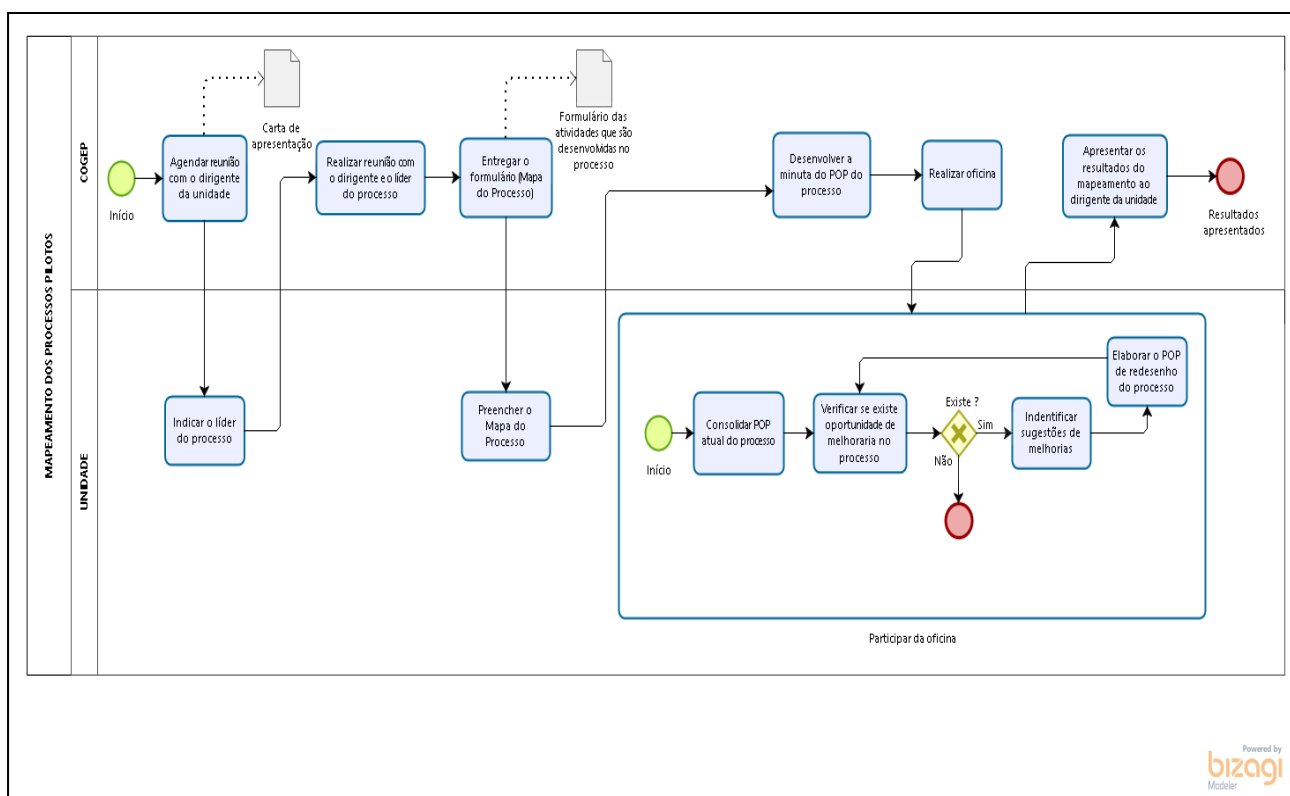 MAPEAMENTO DOS PROCESSOS PILOTOS
COGEP
Início
Agendar reunião
com o dirigente
da unidade
Carta de
apresentação
Realizar reunião com
o dirigente e o líder
do processo
Entregar o
formulário (Mapa
do Processo)
Formulário das
atividades que são
desenvolvidas no
processo
Desenvolver a
minuta do POP do
processo
Realizar oficina
Apresentar os
resultados do
mapeamento ao
dirigente da unidade
Resultados
apresentados
UNIDADE
Indicar o líder
do processo
Preencher o
Mapa do
Processo
Início
Consolidar POP
atual do processo
Verificar se existe
oportunidade de
melhoraria no
processo
Existe ?
Sim
Não
Indentificar
sugestões de
melhorias
Elaborar o POP
de redesenho
do processo
Participar da oficina
Powered by
bizagi
Modeler